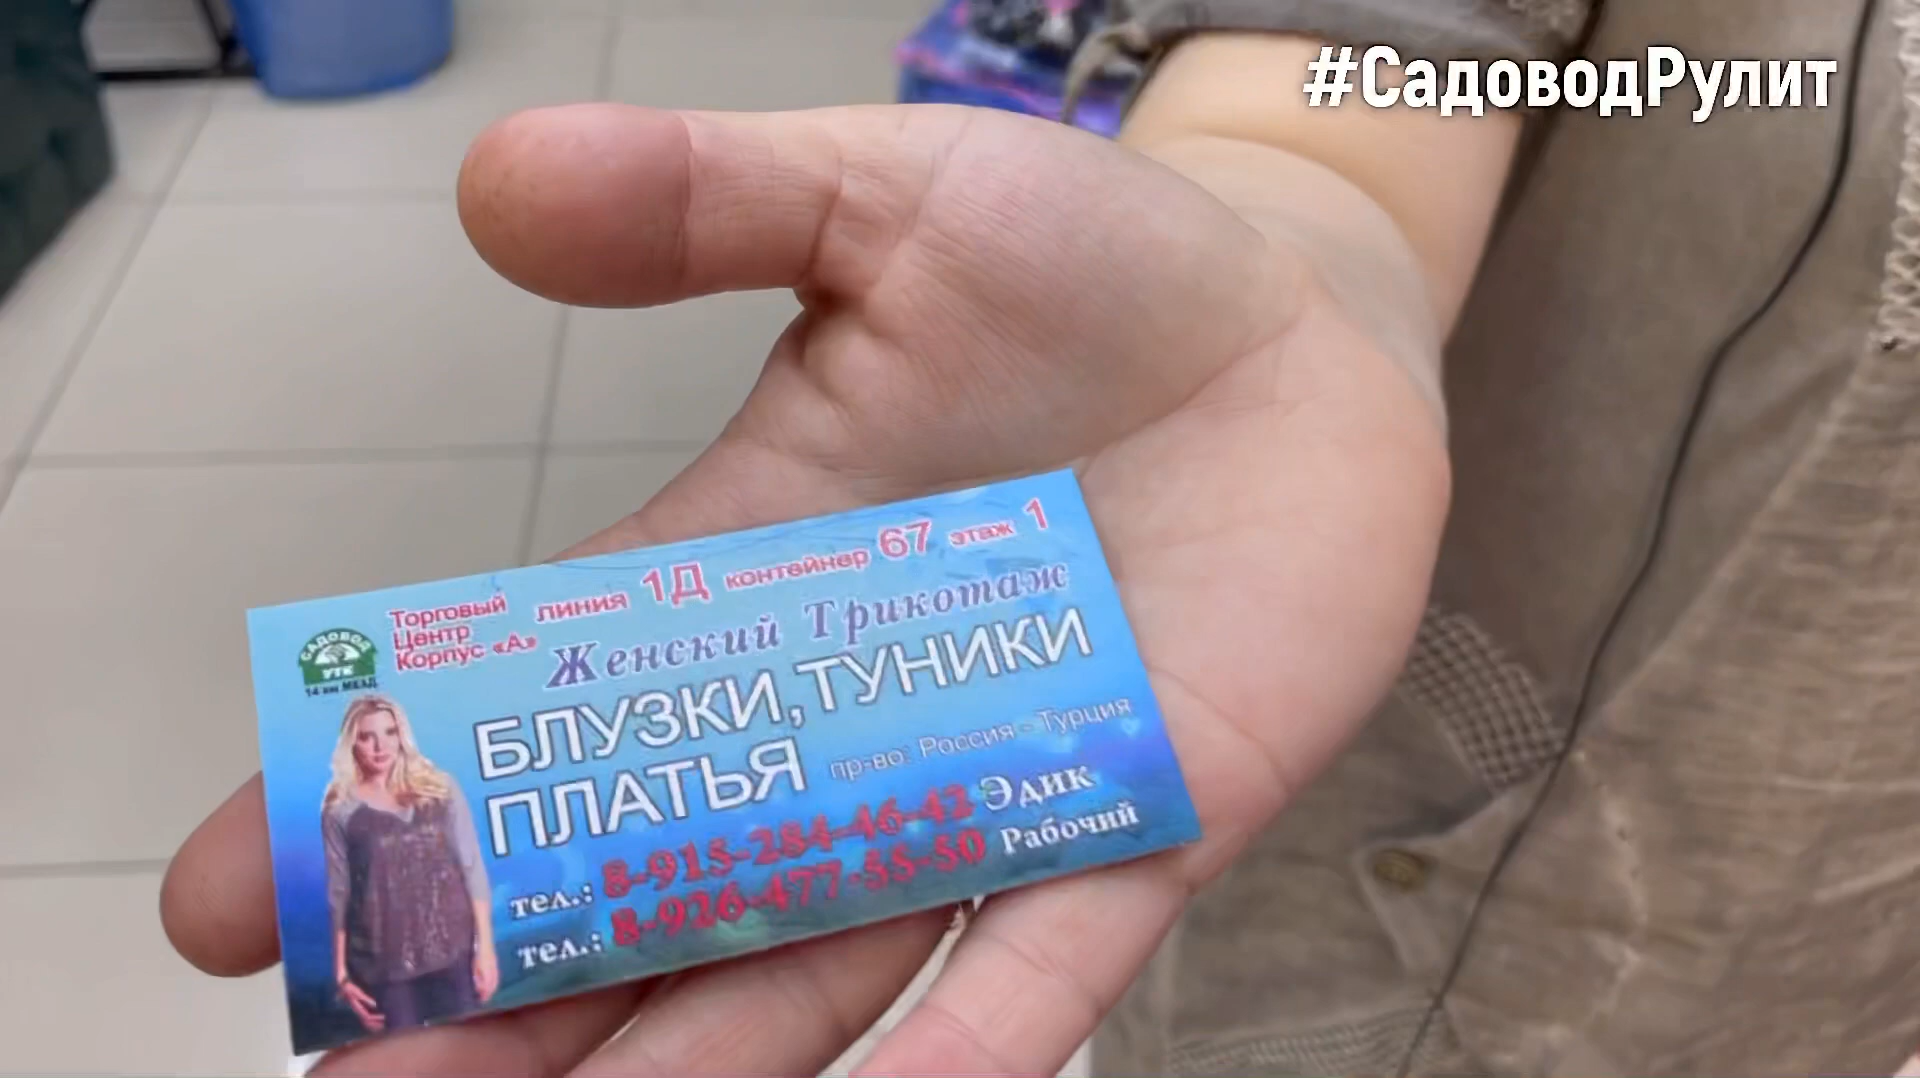 #СадоводРулит
Торговый
Центр
Корпус «А»
линия 1Д контейнер 67 этаж 1
САДОВОД
УТК
14 км МКАД
Женский Трикотаж
БЛУЗКИ, ТУНИКИ
ПЛАТЬЯ пр-во: Россия - Турция
тел.: 8-915-284-46-42 Эдик
тел.: 8-926-477-55-50 Рабочий